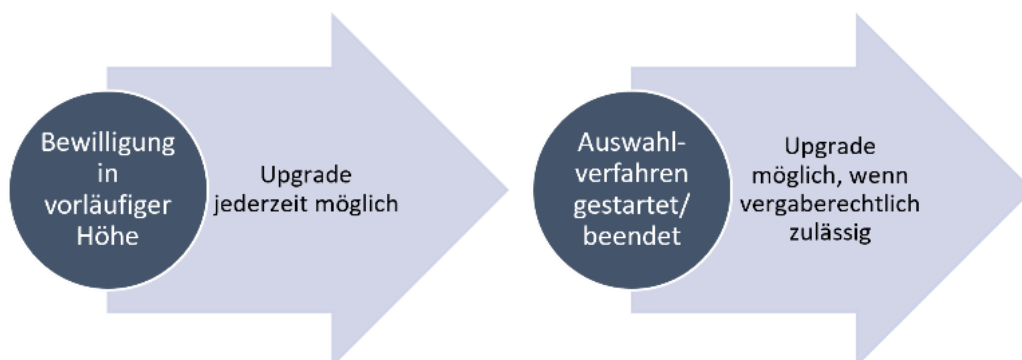 Bewilligung
in
vorläufiger
Höhe
Upgrade
jederzeit möglich
Auswahl-
verfahren
gestartet/
beendet
Upgrade
möglich, wenn
vergaberechtlich
zulässig